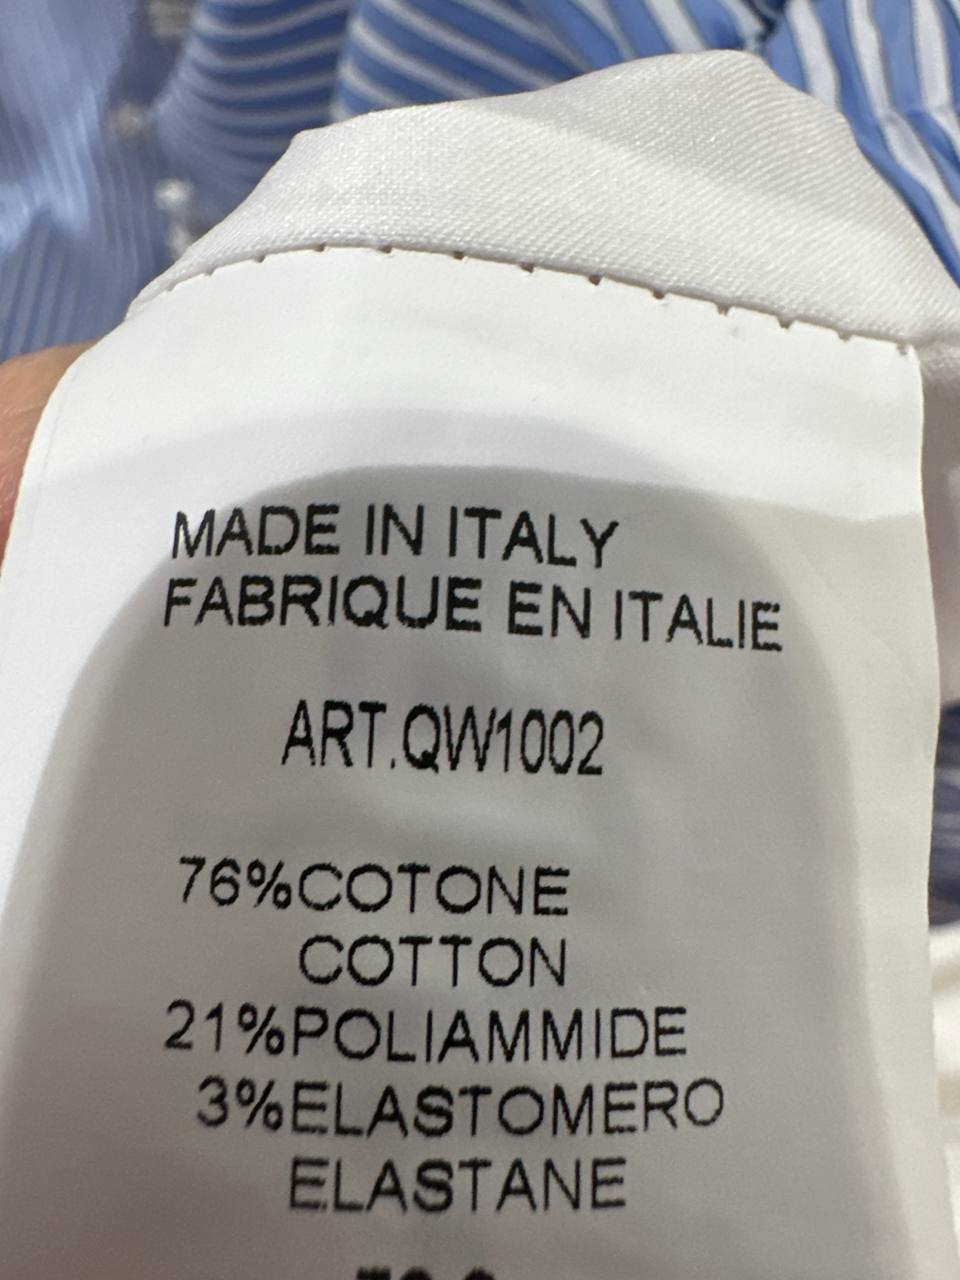 MADE IN ITALY
FABRIQUE EN ITALIE
ART.QW1002
76%COTONE
COTTON
21%POLIAMMIDE
3%ELASTOMERO
ELASTANE